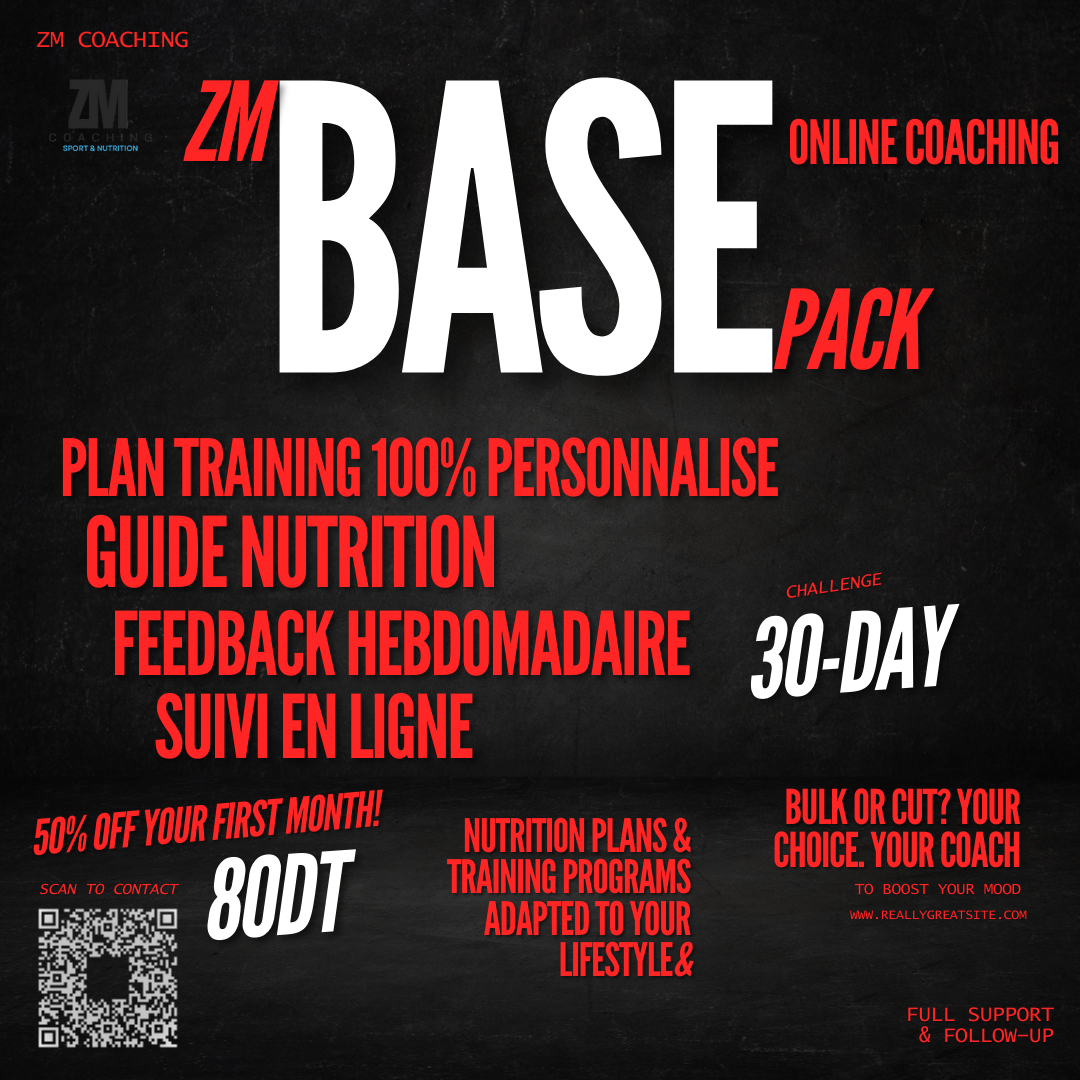 ZM COACHING
ZM
COACHING
SPORT & NUTRITION
ZM
BASE
ONLINE COACHING
PACK
PLAN TRAINING 100% PERSONNALISE
GUIDE NUTRITION
FEEDBACK HEBDOMADAIRE
SUIVI EN LIGNE
CHALLENGE
30-DAY
50% OFF YOUR FIRST MONTH!
80DT
SCAN TO CONTACT
NUTRITION PLANS &
TRAINING PROGRAMS
ADAPTED TO YOUR
LIFESTYLE&
BULK OR CUT? YOUR
CHOICE. YOUR COACH
TO BOOST YOUR MOOD
WWW.REALLYGREATSITE.COM
FULL SUPPORT
& FOLLOW-UP